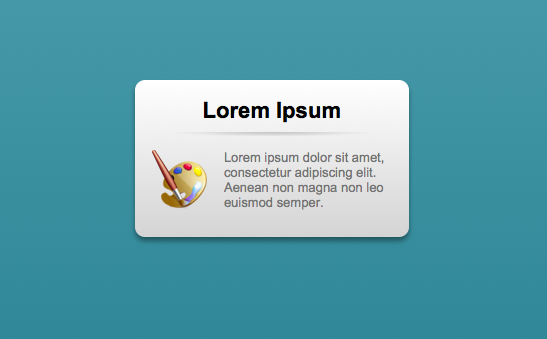 Lorem Ipsum
Lorem ipsum dolor sit amet,
consectetur adipiscing elit.
Aenean non magna non leo
euismod semper.